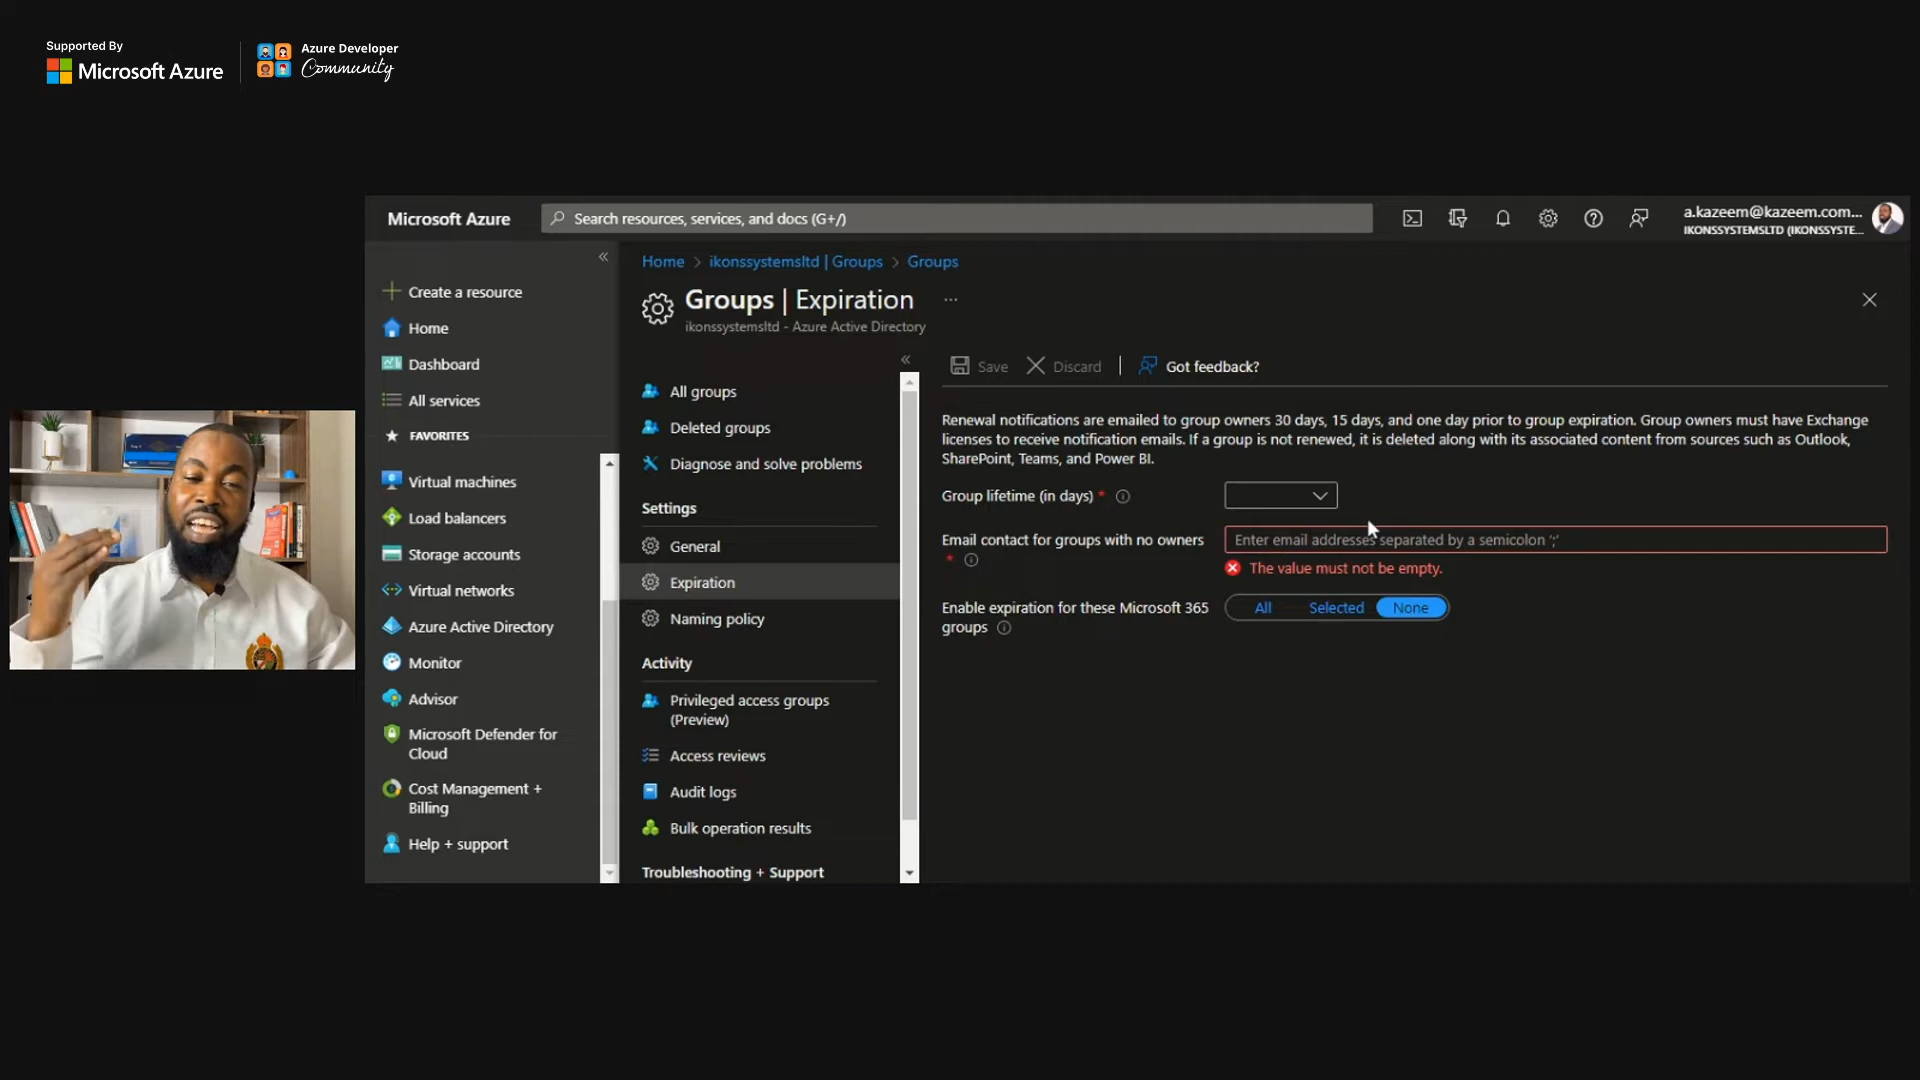 Supported By
Microsoft Azure
Azure Developer
Community
Microsoft Azure
Search resources, services, and docs (G+/)
a.kazeem@kazeem.com...
IKONSSYSTEMSLTD (IKONSSYSTE...
Create a resource
Home
Dashboard
All services
FAVORITES
Virtual machines
Load balancers
Storage accounts
Virtual networks
Azure Active Directory
Monitor
Advisor
Microsoft Defender for
Cloud
Cost Management +
Billing
Help + support
Home > ikonssystemsltd | Groups > Groups
Groups | Expiration ...
ikonssystemsltd - Azure Active Directory
All groups
Deleted groups
Diagnose and solve problems
Settings
General
Expiration
Naming policy
Activity
Privileged access groups
(Preview)
Access reviews
Audit logs
Bulk operation results
Troubleshooting + Support
Save Discard | Got feedback?
Renewal notifications are emailed to group owners 30 days, 15 days, and one day prior to group expiration. Group owners must have Exchange
licenses to receive notification emails. If a group is not renewed, it is deleted along with its associated content from sources such as Outlook,
SharePoint, Teams, and Power BI.
Group lifetime (in days) *
Email contact for groups with no owners
*
Enter email addresses separated by a semicolon ';'
The value must not be empty.
Enable expiration for these Microsoft 365
groups
All Selected None